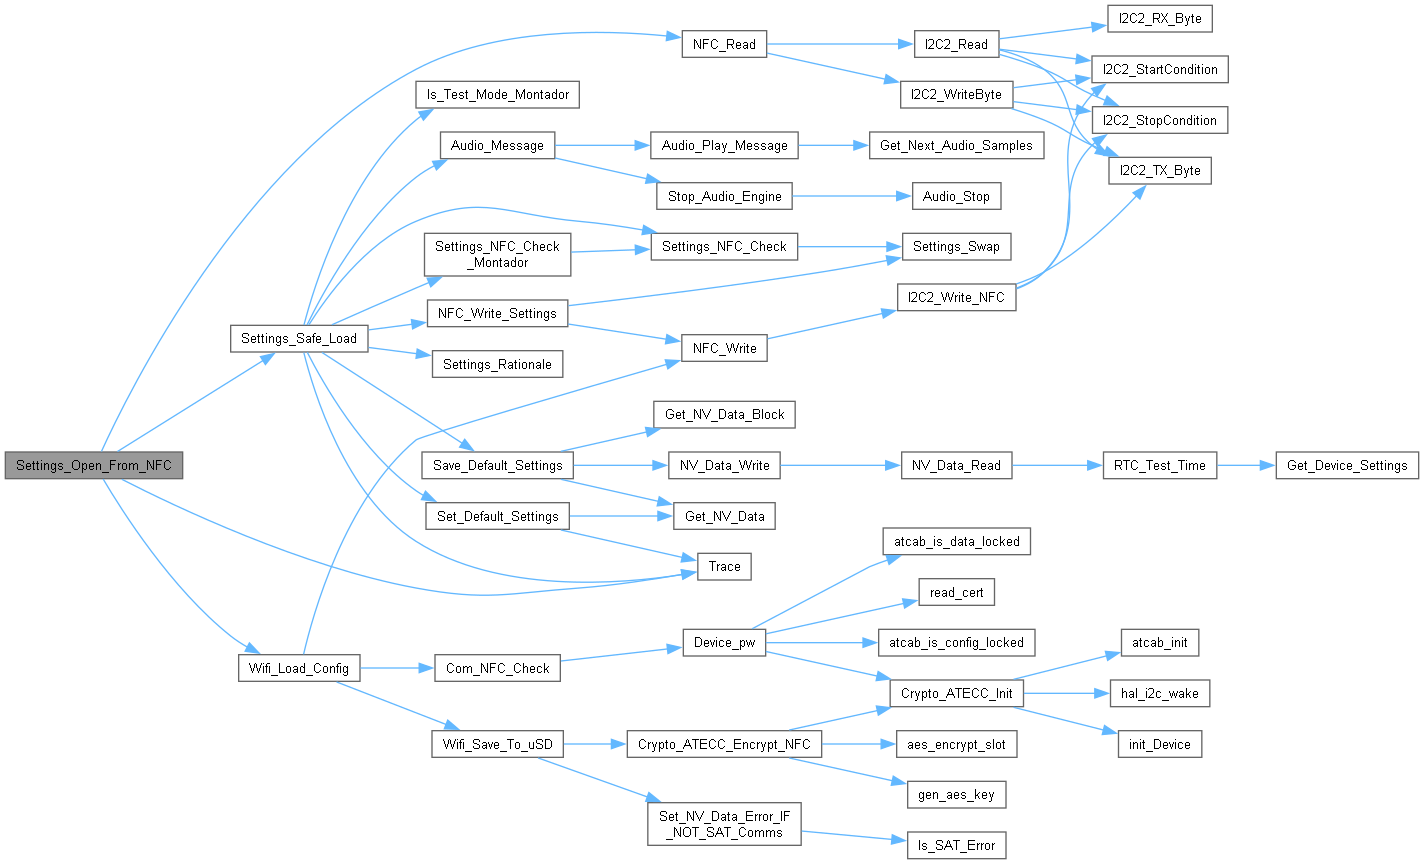 I2C2_RX_Byte
NFC_Read
I2C2_Read
I2C2_StartCondition
Is_Test_Mode_Montador
I2C2_WriteByte
I2C2_StopCondition
Audio_Message
Audio_Play_Message
Get_Next_Audio_Samples
I2C2_TX_Byte
Stop_Audio_Engine
Audio_Stop
Settings_NFC_Check
_Montador
Settings_NFC_Check
Settings_Swap
I2C2_Write_NFC
NFC_Write_Settings
Settings_Safe_Load
NFC_Write
Settings_Rationale
Get_NV_Data_Block
Settings_Open_From_NFC
Save_Default_Settings
NV_Data_Write
NV_Data_Read
RTC_Test_Time
Get_Device_Settings
Set_Default_Settings
Get_NV_Data
atcab_is_data_locked
Trace
read_cert
Device_pw
atcab_is_config_locked
atcab_init
Wifi_Load_Config
Com_NFC_Check
Crypto_ATECC_Init
hal_i2c_wake
Wifi_Save_To_uSD
Crypto_ATECC_Encrypt_NFC
aes_encrypt_slot
init_Device
gen_aes_key
Set_NV_Data_Error_IF
_NOT_SAT_Comms
Is_SAT_Error